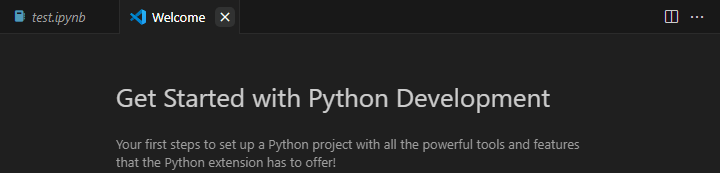 test.ipynb
Welcome
Get Started with Python Development
Your first steps to set up a Python project with all the powerful tools and features
that the Python extension has to offer!